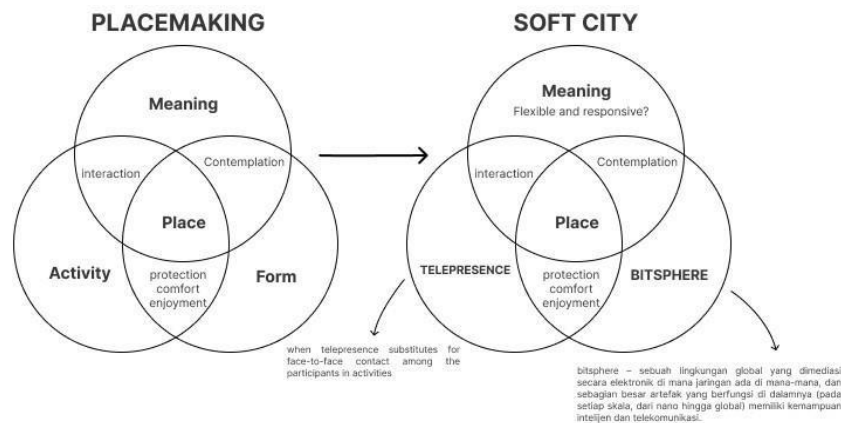 PLACEMAKING
Meaning
interaction
Contemplation
Place
Activity
Form
protection
comfort
enjoyment
SOFT CITY
Meaning
Flexible and responsive?
interaction
Contemplation
Place
TELEPRESENCE
BITSPHERE
protection
comfort
enjoyment
when telepresence substitutes for
face-to-face contact among the
participants in activities
bitsphere – sebuah lingkungan global yang dimediasi
secara elektronik di mana jaringan ada di mana-mana, dan
sebagian besar artefak yang berfungsi di dalamnya (pada
setiap skala, dari nano hingga global) memiliki kemampuan
intelijen dan telekomunikasi.